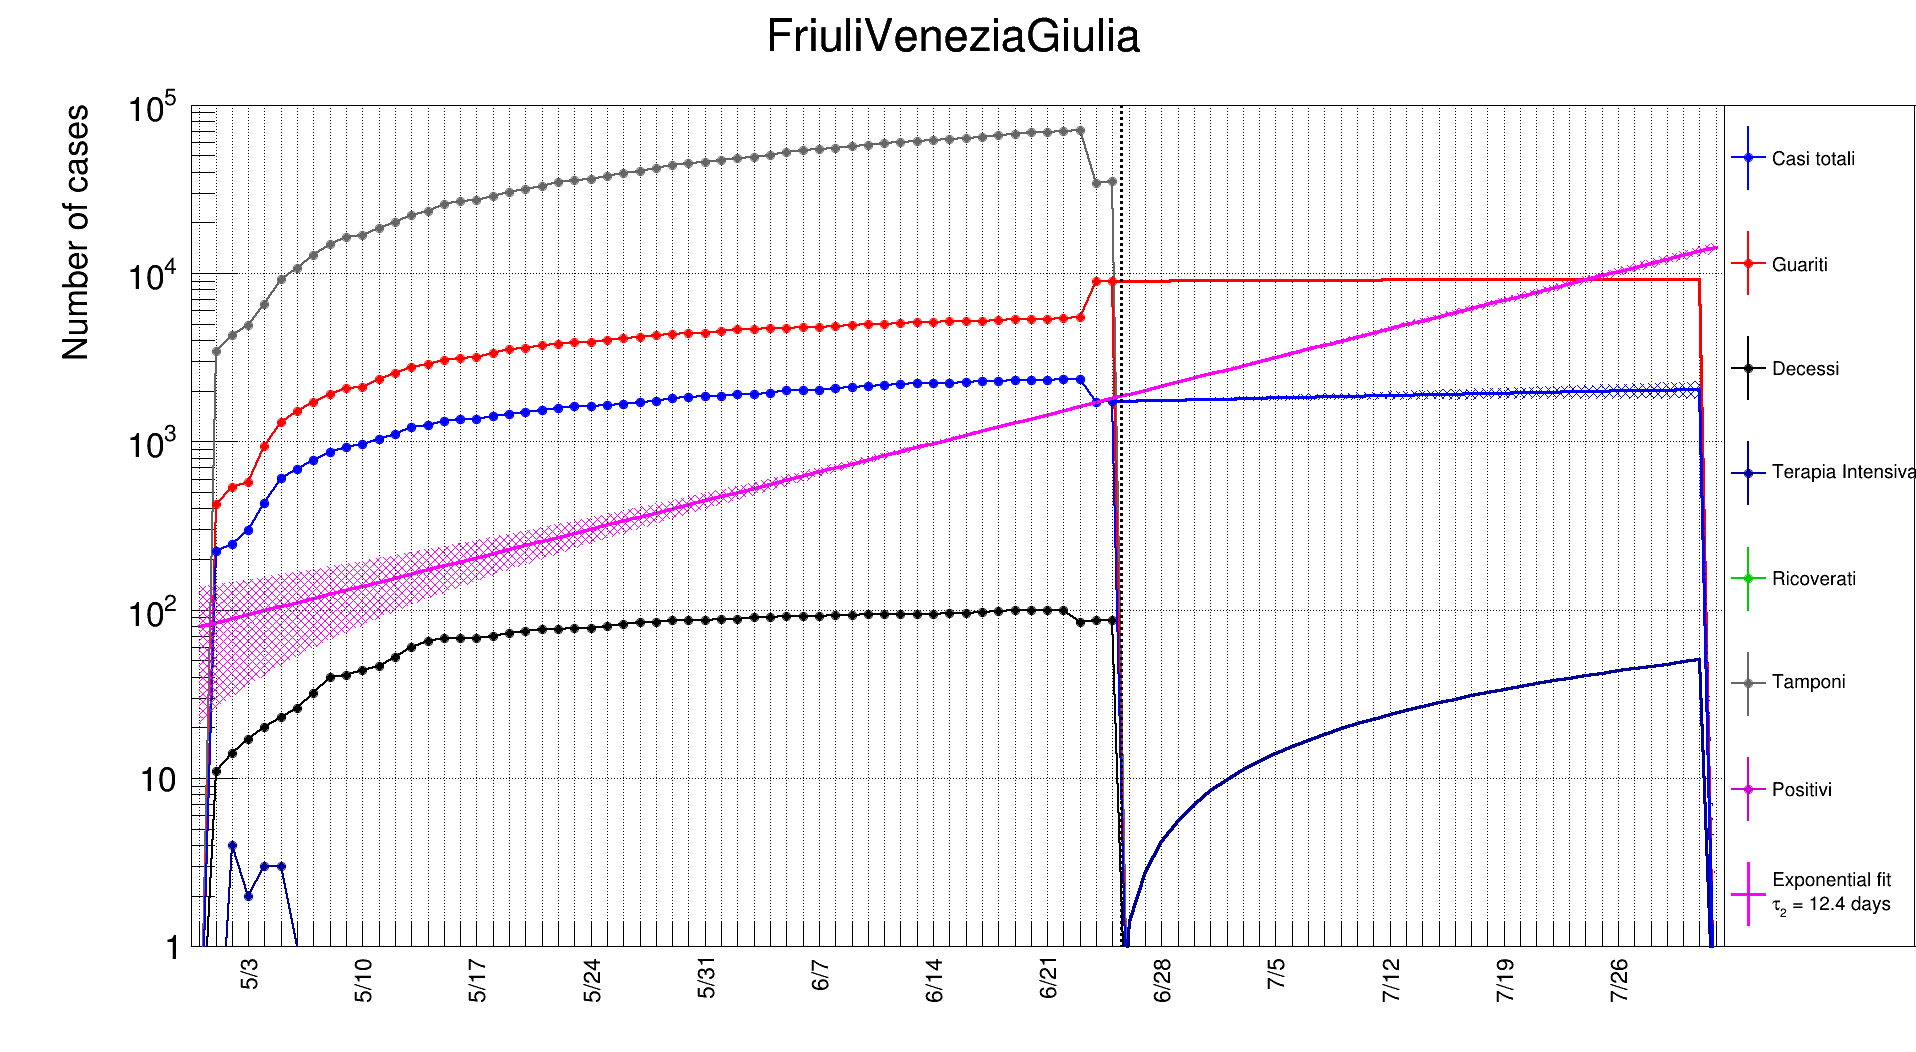 FriuliVeneziaGiulia
Number of cases
10^5
10^4
10^3
10^2
10
1
5/3
5/10
5/17
5/24
5/31
6/7
6/14
6/21
6/28
7/5
7/12
7/19
7/26
Casi totali
Guariti
Decessi
Terapia Intensiva
Ricoverati
Tamponi
Positivi
Exponential fit
τ₂ = 12.4 days